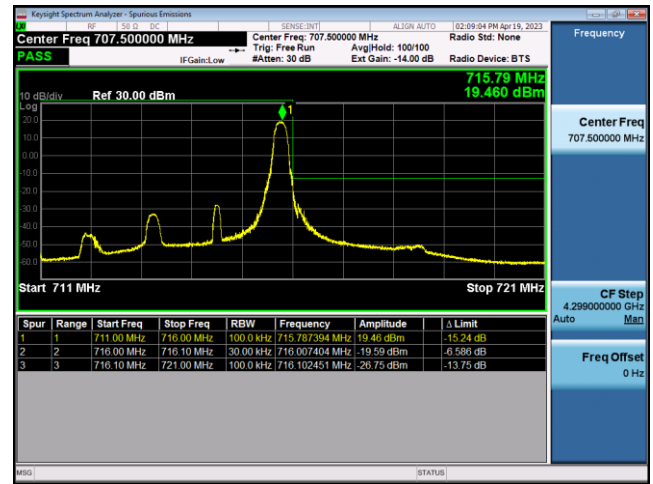 Keysight Spectrum Analyzer - Spurious Emissions
RF 50 Ω DC SENSE:INT ALIGN AUTO 02:09:04 PM Apr 19, 2023
Center Freq 707.500000 MHz
Center Freq: 707.500000 MHz Radio Std: None
Trig: Free Run Avg|Hold: 100/100
PASS IFGain:Low #Atten: 30 dB Ext Gain: -14.00 dB Radio Device: BTS
715.79 MHz
19.460 dBm
10 dB/div Ref 30.00 dBm
Log
1
20.0
10.0
0.00
-10.0
-20.0
-30.0
-40.0
-50.0
-60.0
Start 711 MHz Stop 721 MHz
Spur Range Start Freq Stop Freq RBW Frequency Amplitude Δ Limit
1 1 711.00 MHz 716.00 MHz 100.0 kHz 715.787394 MHz 19.46 dBm -15.24 dB
2 2 716.00 MHz 716.10 MHz 30.00 kHz 716.007404 MHz -19.59 dBm -6.586 dB
3 3 716.10 MHz 721.00 MHz 100.0 kHz 716.102451 MHz -26.75 dBm -13.75 dB
MSG STATUS
Frequency
Center Freq
707.500000 MHz
CF Step
4.299000000 GHz
Auto Man
Freq Offset
0 Hz